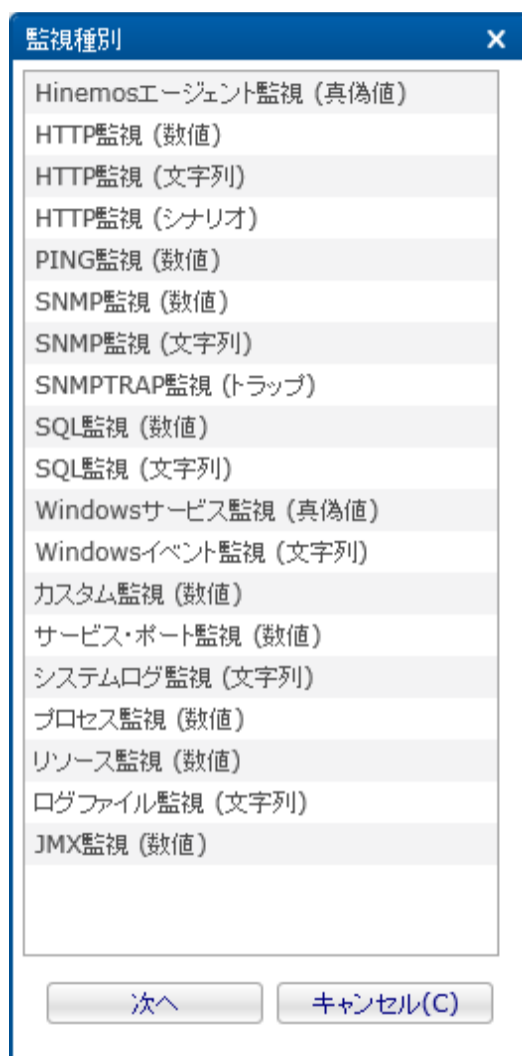 監視種別
Hinemosエージェント監視 (真偽値)
HTTP監視 (数値)
HTTP監視 (文字列)
HTTP監視 (シナリオ)
PING監視 (数値)
SNMP監視 (数値)
SNMP監視 (文字列)
SNMPTRAP監視 (トラップ)
SQL監視 (数値)
SQL監視 (文字列)
Windowsサービス監視 (真偽値)
Windowsイベント監視 (文字列)
カスタム監視 (数値)
サービス・ポート監視 (数値)
システムログ監視 (文字列)
プロセス監視 (数値)
リソース監視 (数値)
ログファイル監視 (文字列)
JMX監視 (数値)
次へ キャンセル(C)